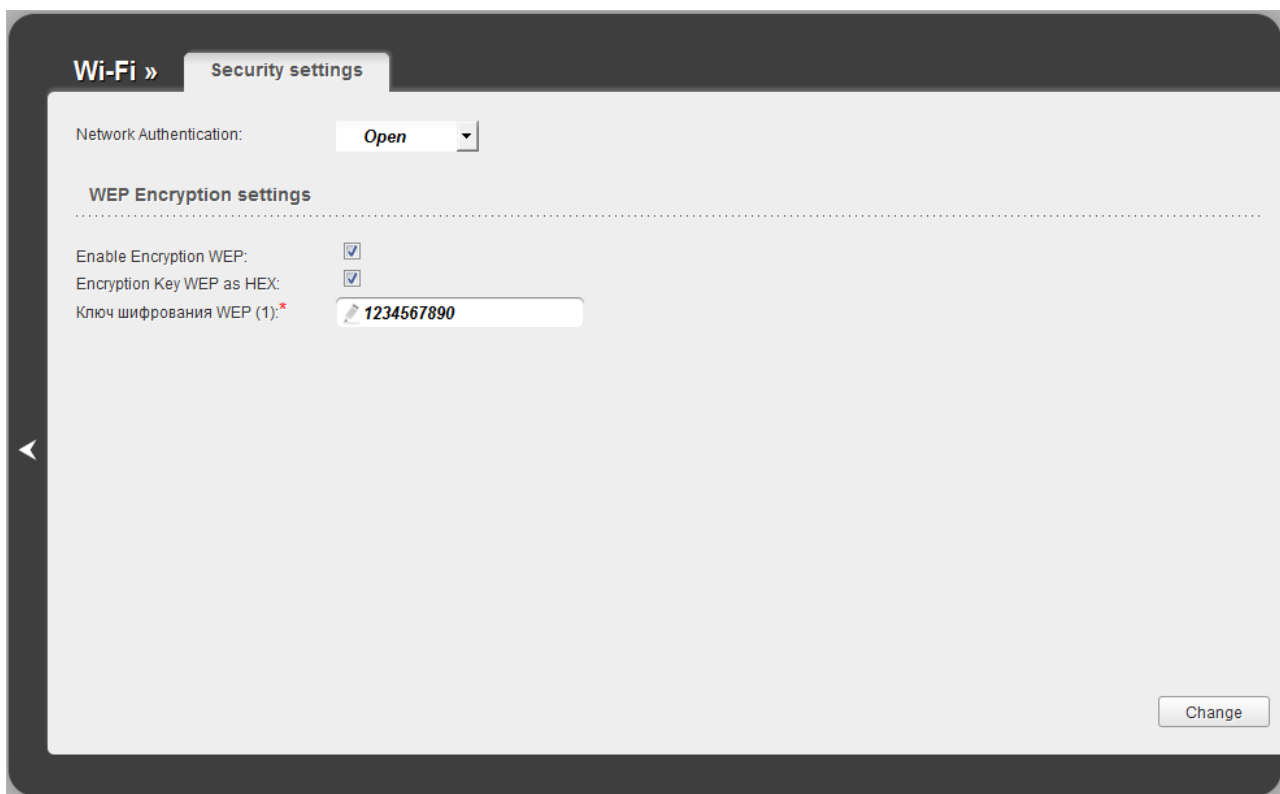 Wi-Fi »
Security settings
Network Authentication:
Open
WEP Encryption settings
Enable Encryption WEP:
Encryption Key WEP as HEX:
Ключ шифрования WEP (1):*
1234567890
Change